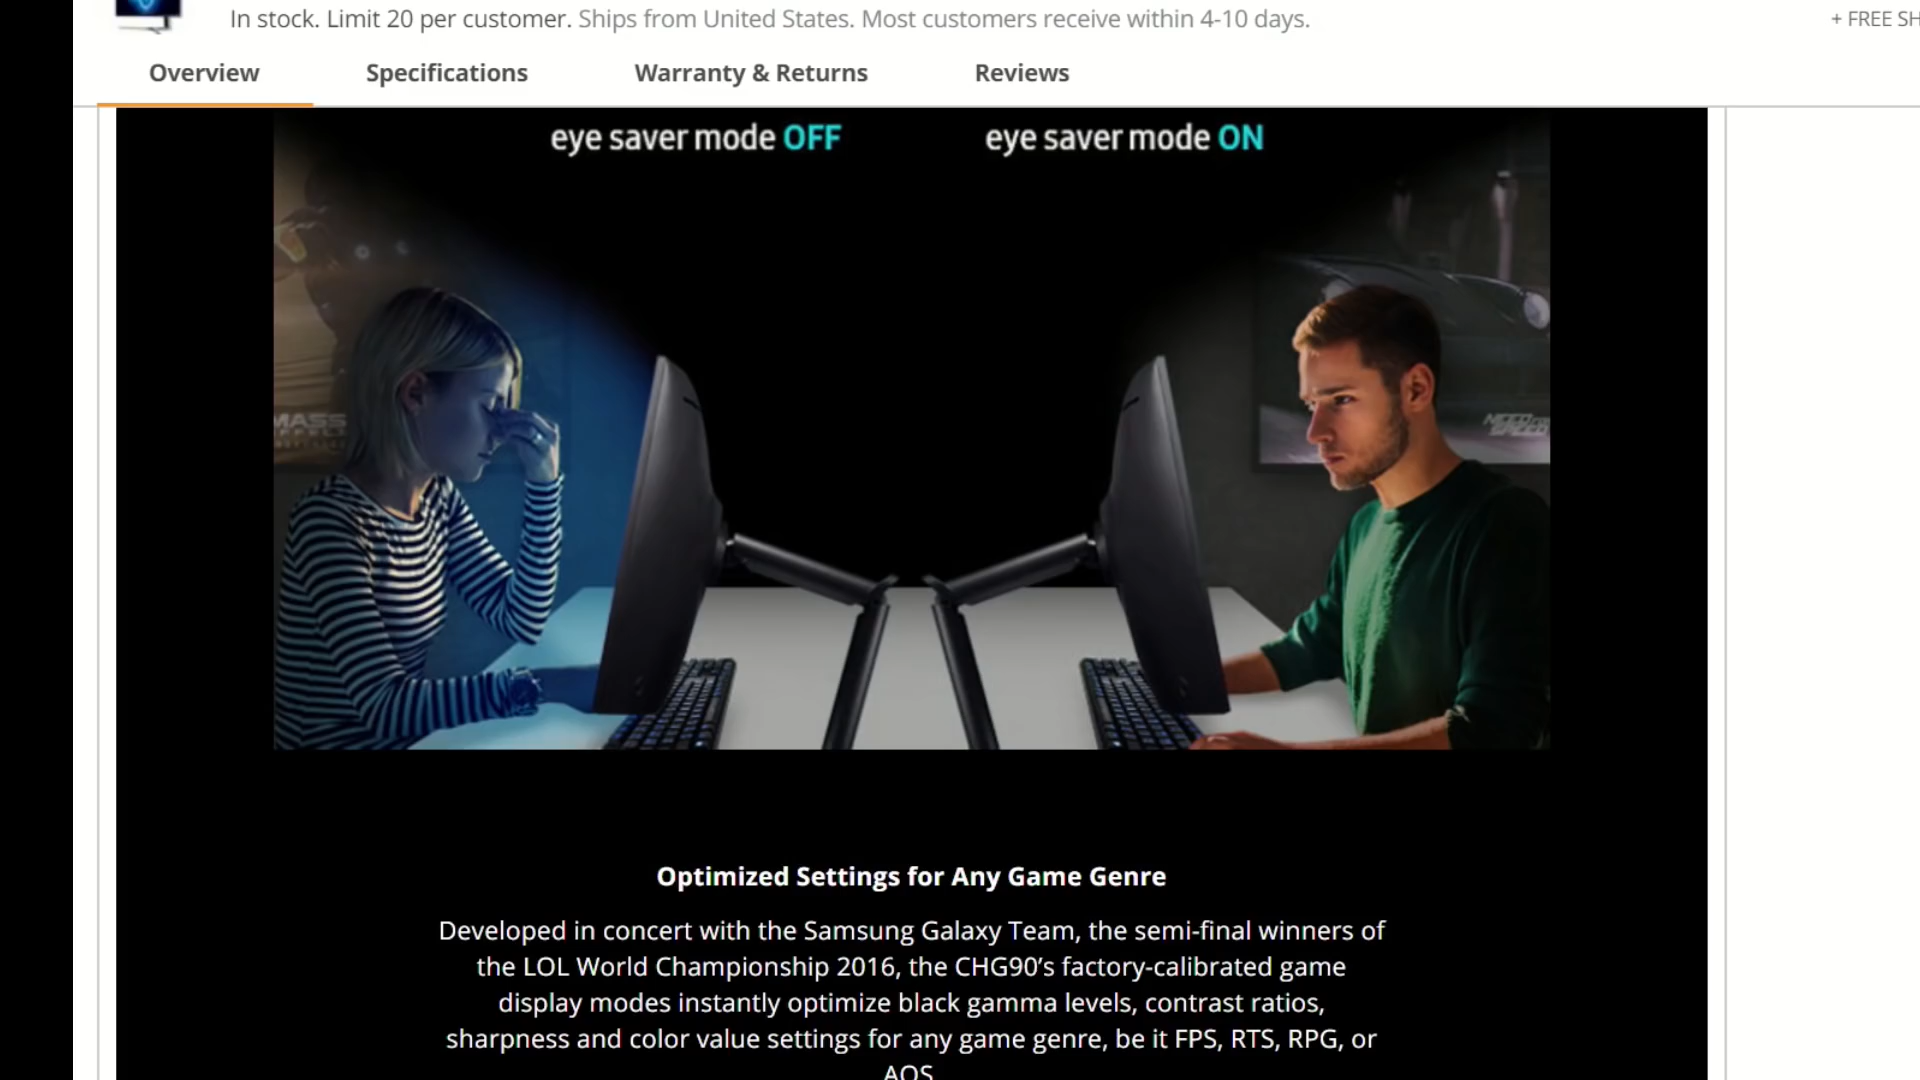 In stock. Limit 20 per customer. Ships from United States. Most customers receive within 4-10 days.
+ FREE SH
Overview Specifications Warranty & Returns Reviews
eye saver mode OFF eye saver mode ON
MASS
NEED FOR
SPEED
Optimized Settings for Any Game Genre
Developed in concert with the Samsung Galaxy Team, the semi-final winners of
the LOL World Championship 2016, the CHG90’s factory-calibrated game
display modes instantly optimize black gamma levels, contrast ratios,
sharpness and color value settings for any game genre, be it FPS, RTS, RPG, or
AOS